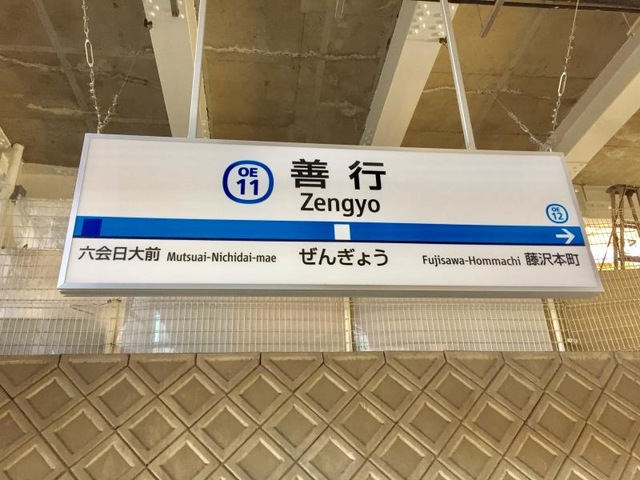 OE
11
善行
Zengyo
OE
12
六会日大前 Mutsuai-Nichidai-mae ぜんぎょう Fujisawa-Hommachi 藤沢本町